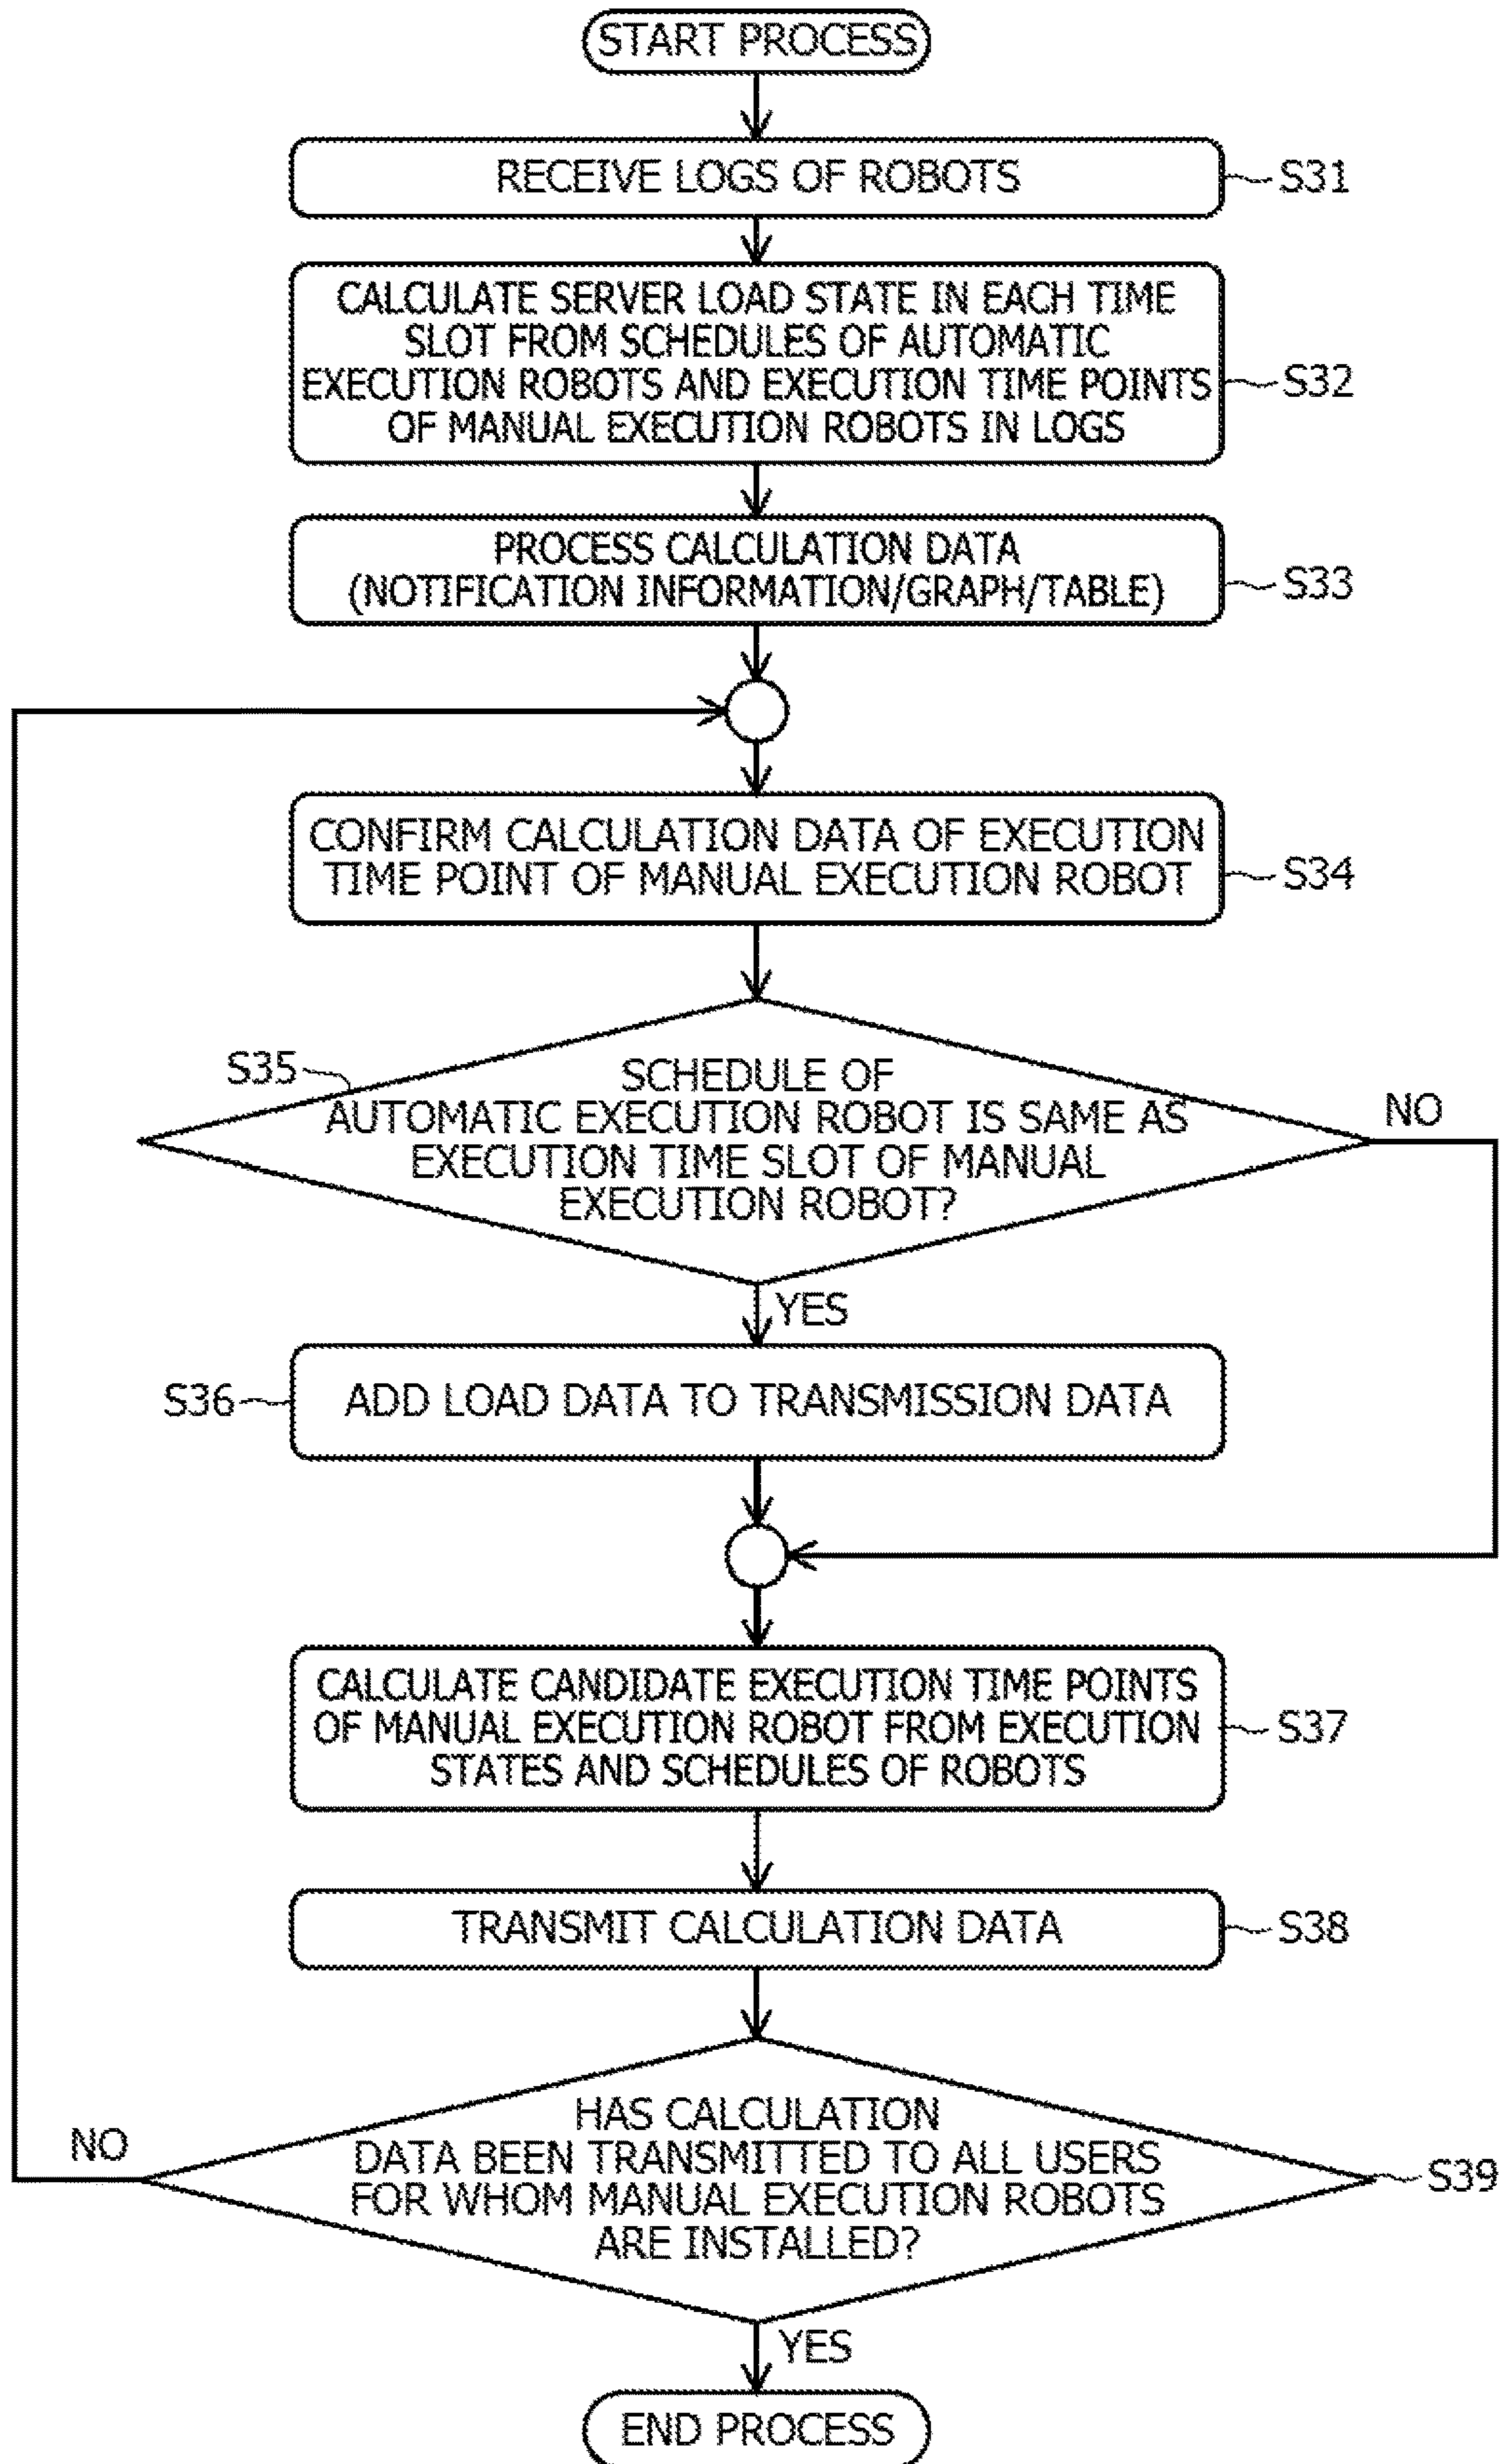 START PROCESS
RECEIVE LOGS OF ROBOTS
S31
CALCULATE SERVER LOAD STATE IN EACH TIME
SLOT FROM SCHEDULES OF AUTOMATIC
EXECUTION ROBOTS AND EXECUTION TIME POINTS
OF MANUAL EXECUTION ROBOTS IN LOGS
S32
PROCESS CALCULATION DATA
(NOTIFICATION INFORMATION/GRAPH/TABLE)
S33
CONFIRM CALCULATION DATA OF EXECUTION
TIME POINT OF MANUAL EXECUTION ROBOT
S34
S35
SCHEDULE OF
AUTOMATIC EXECUTION ROBOT IS SAME AS
EXECUTION TIME SLOT OF MANUAL
EXECUTION ROBOT?
NO
YES
S36
ADD LOAD DATA TO TRANSMISSION DATA
CALCULATE CANDIDATE EXECUTION TIME POINTS
OF MANUAL EXECUTION ROBOT FROM EXECUTION
STATES AND SCHEDULES OF ROBOTS
S37
TRANSMIT CALCULATION DATA
S38
NO
HAS CALCULATION
DATA BEEN TRANSMITTED TO ALL USERS
FOR WHOM MANUAL EXECUTION ROBOTS
ARE INSTALLED?
S39
YES
END PROCESS